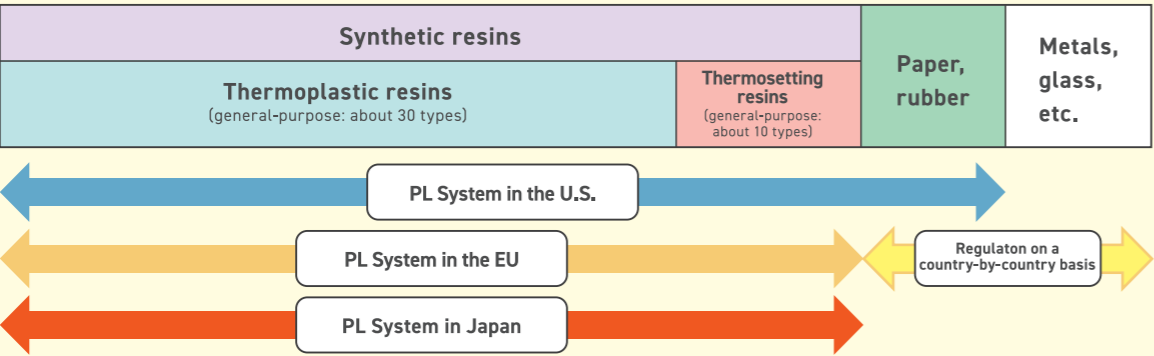 Synthetic resins
Thermoplastic resins
(general-purpose: about 30 types)
Thermosetting
resins
(general-purpose:
about 10 types)
Paper,
rubber
Metals,
glass,
etc.
PL System in the U.S.
PL System in the EU
Regulaton on a
country-by-country basis
PL System in Japan